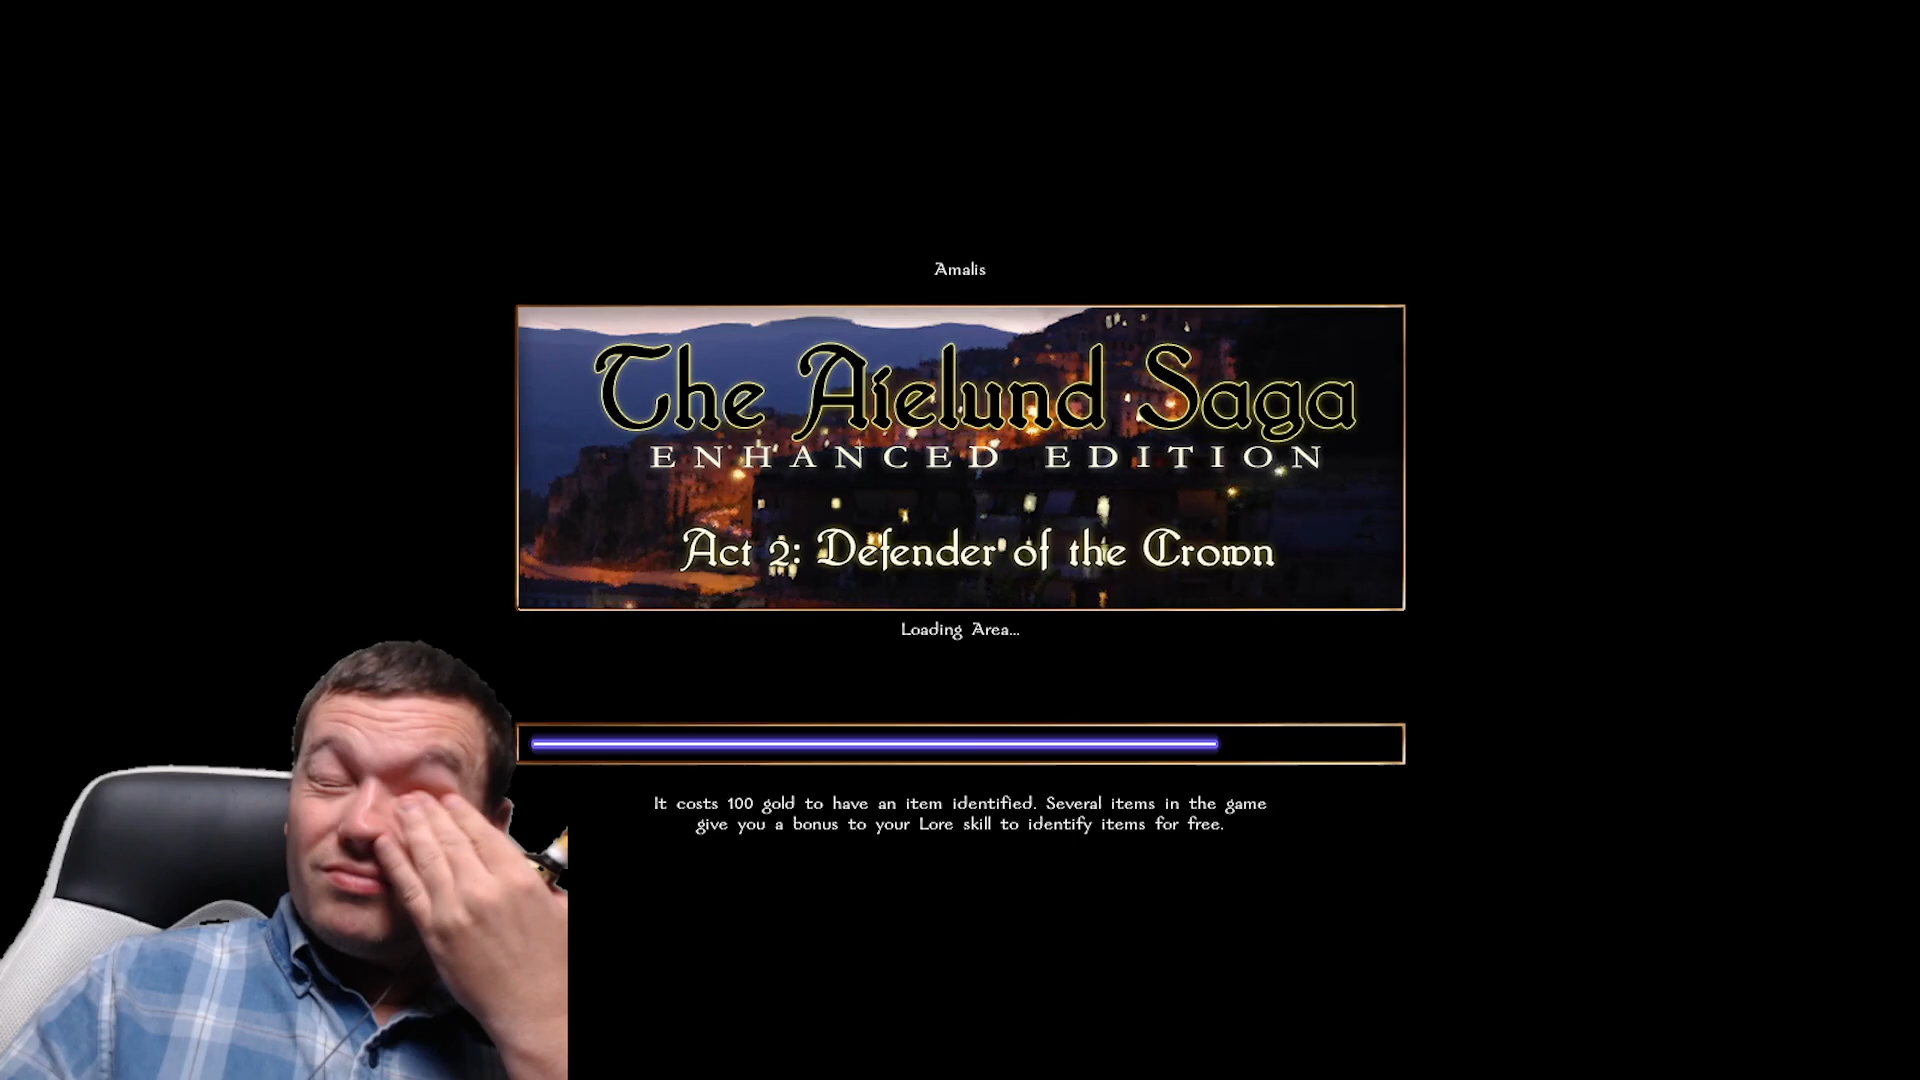 Amalis
The Aielund Saga
ENHANCED EDITION
Act 2: Defender of the Crown
Loading Area...
It costs 100 gold to have an item identified. Several items in the game
give you a bonus to your Lore skill to identify items for free.